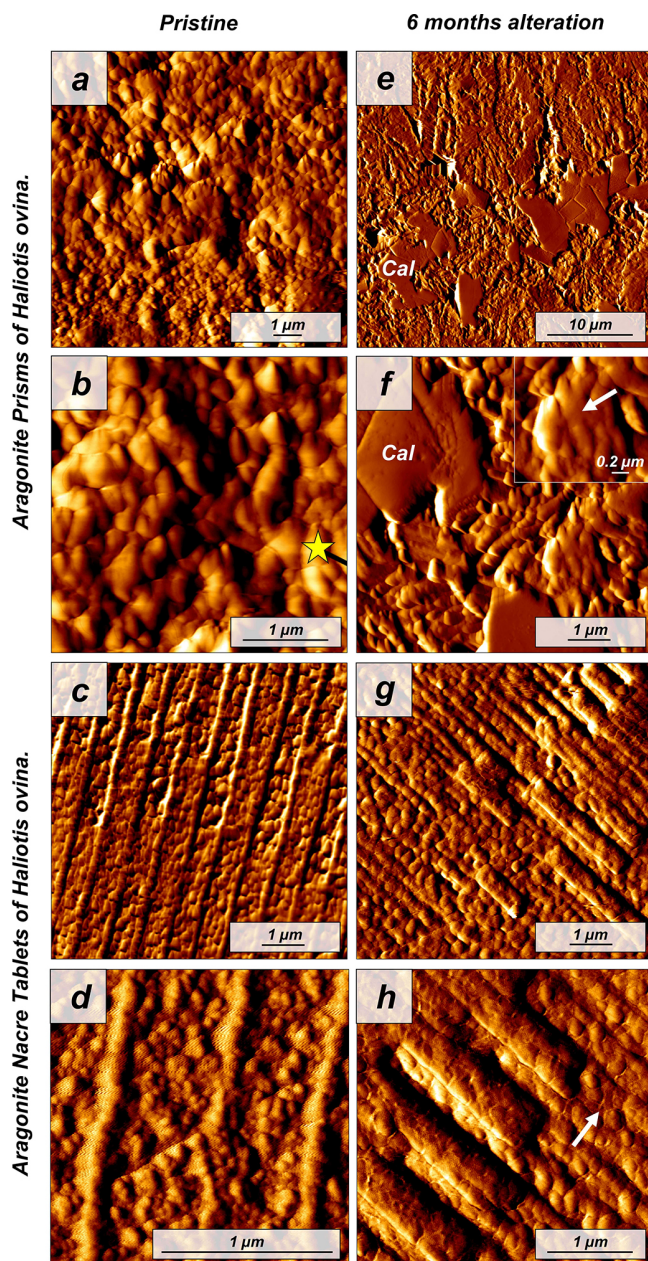 Pristine
6 months alteration
Aragonite Prisms of Haliotis ovina.
a
1 µm
e
Cal
10 µm
b
1 µm
f
Cal
0.2 µm
1 µm
Aragonite Nacre Tablets of Haliotis ovina.
c
1 µm
g
1 µm
d
1 µm
h
1 µm